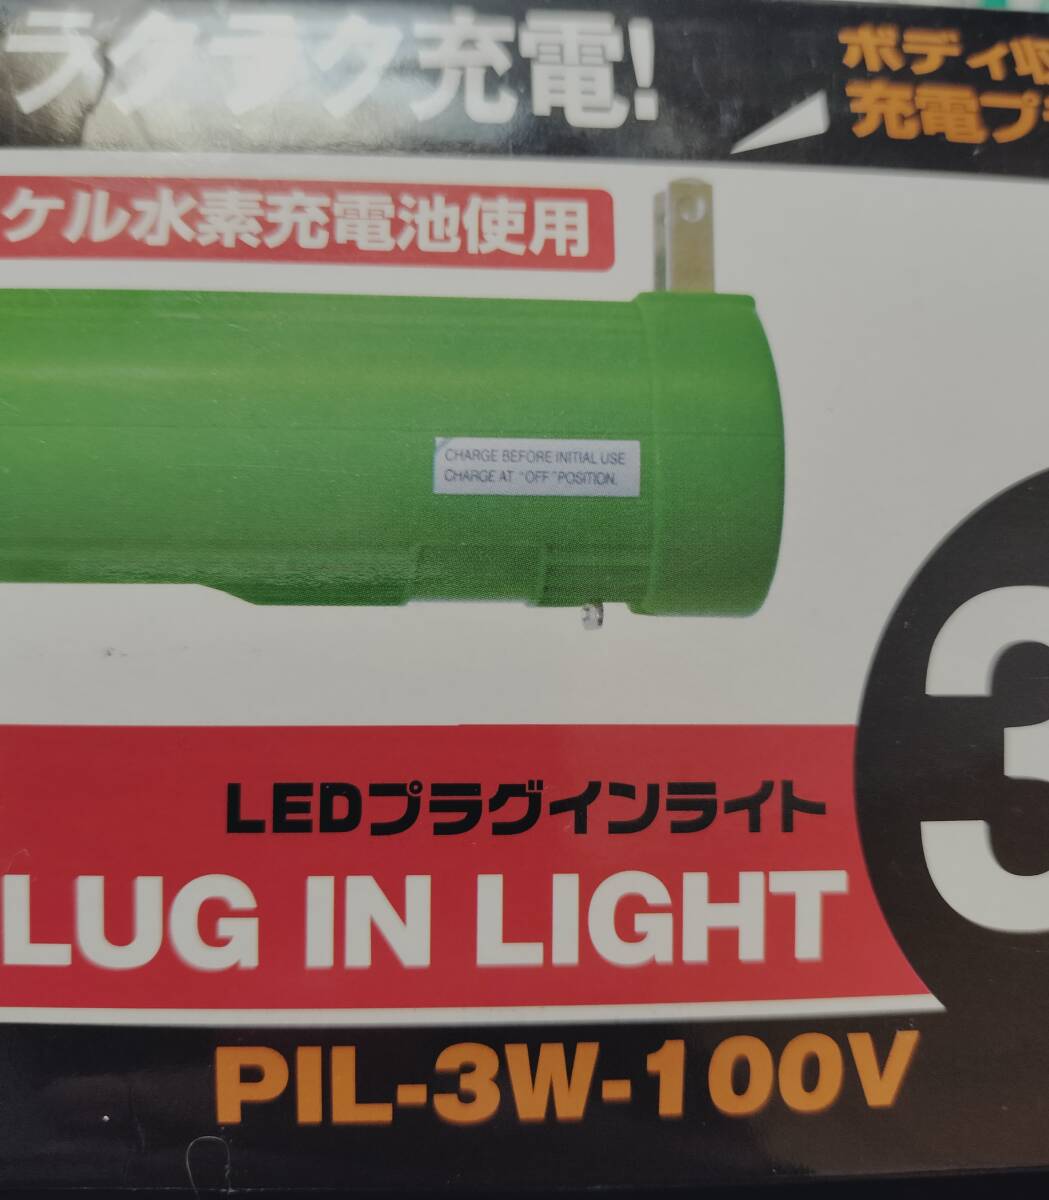 ラクラク充電!
ボディ収
充電プラ
ケル水素充電池使用
CHARGE BEFORE INITIAL USE
CHARGE AT "OFF" POSITION.
3
LEDプラグインライト
LUG IN LIGHT
PIL-3W-100V